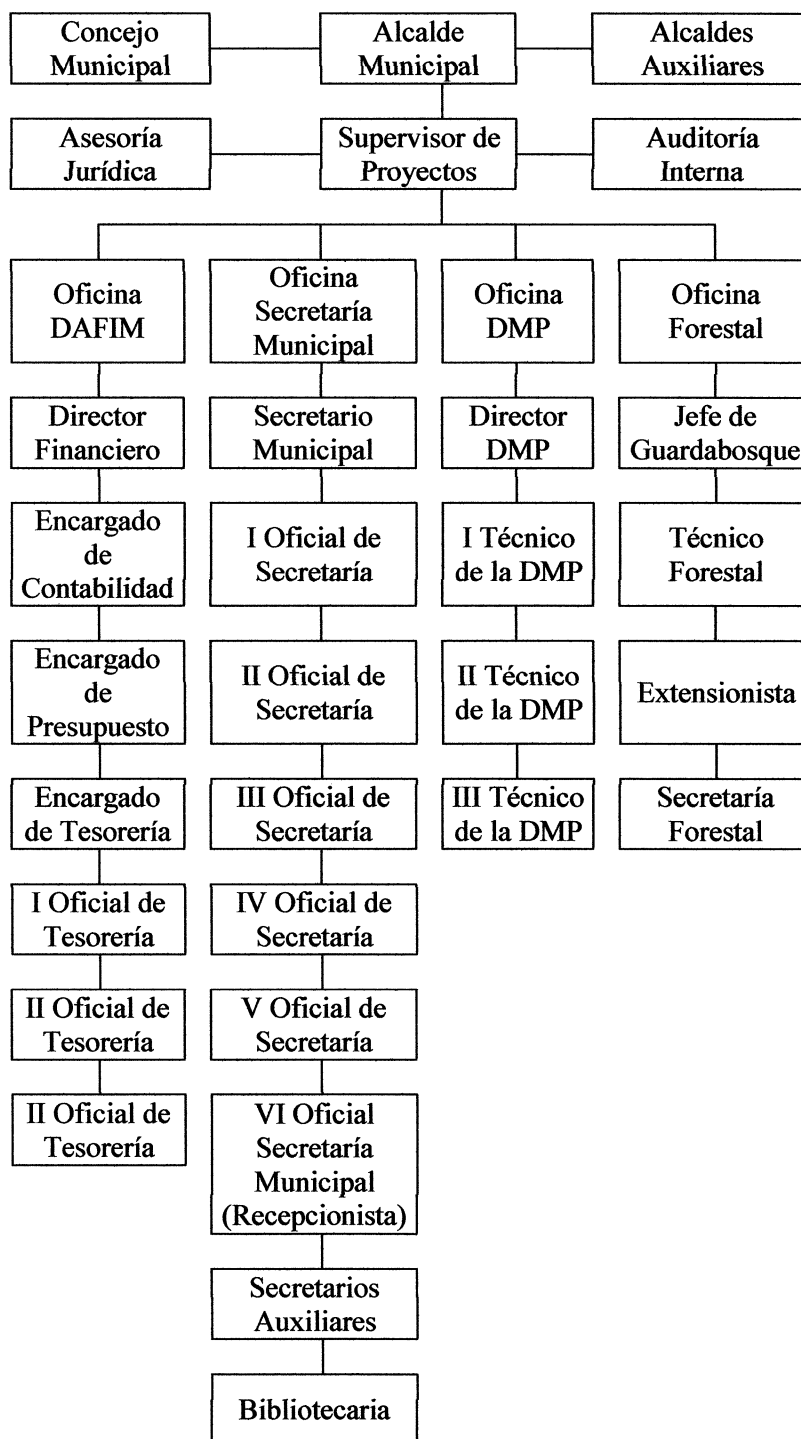 Concejo
Municipal
Alcalde
Municipal
Alcaldes
Auxiliares
Asesoría
Jurídica
Supervisor de
Proyectos
Auditoría
Interna
Oficina
DAFIM
Oficina
Secretaría
Municipal
Oficina
DMP
Oficina
Forestal
Director
Financiero
Secretario
Municipal
Director
DMP
Jefe de
Guardabosque
Encargado
de
Contabilidad
I Oficial de
Secretaría
I Técnico
de la DMP
Técnico
Forestal
Encargado
de
Presupuesto
II Oficial de
Secretaría
II Técnico
de la DMP
Extensionista
Encargado
de Tesorería
III Oficial de
Secretaría
III Técnico
de la DMP
Secretaría
Forestal
I Oficial de
Tesorería
IV Oficial de
Secretaría
II Oficial de
Tesorería
V Oficial de
Secretaría
II Oficial de
Tesorería
VI Oficial
Secretaría
Municipal
(Recepcionista)
Secretarios
Auxiliares
Bibliotecaria